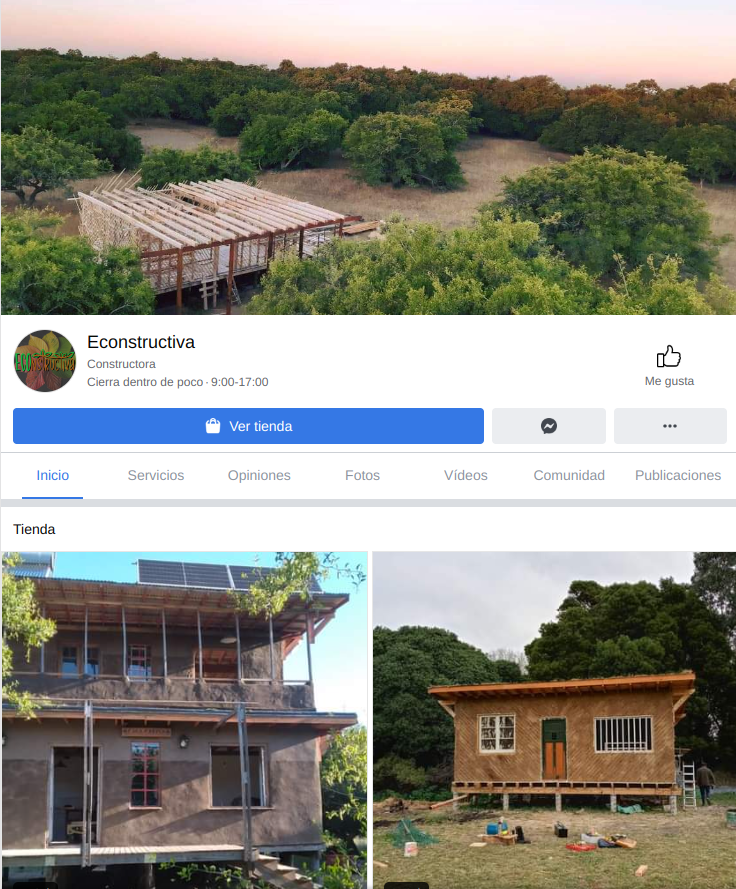 ECONSTRUCTIVA
Econstructiva
Constructora
Cierra dentro de poco · 9:00-17:00
Me gusta
Ver tienda
Inicio
Servicios
Opiniones
Fotos
Vídeos
Comunidad
Publicaciones
Tienda